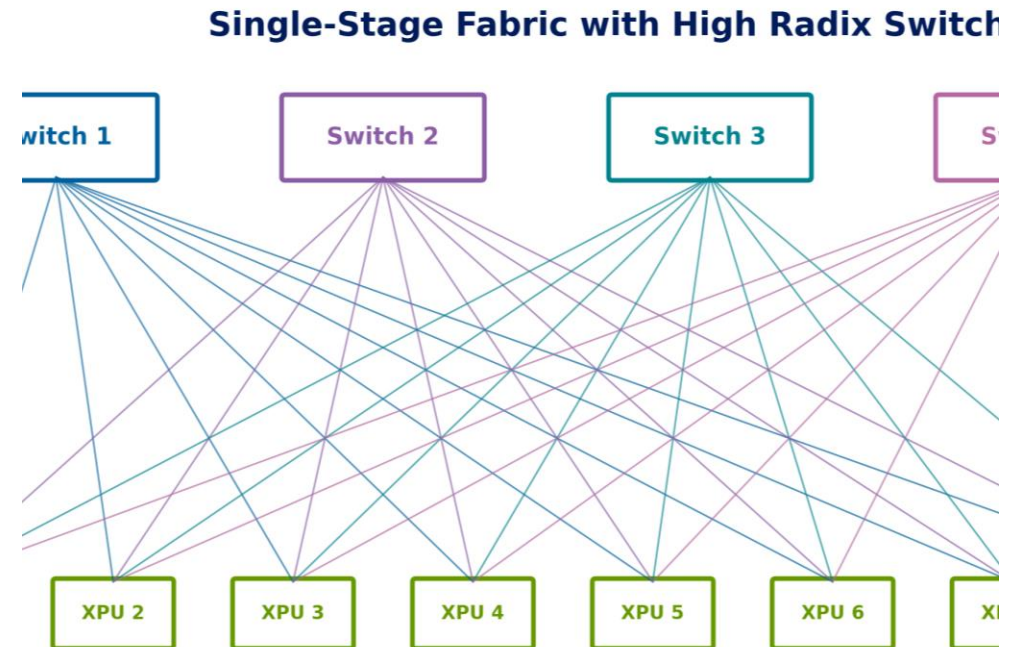 Single-Stage Fabric with High Radix Switch
witch 1
Switch 2
Switch 3
XPU 2
XPU 3
XPU 4
XPU 5
XPU 6